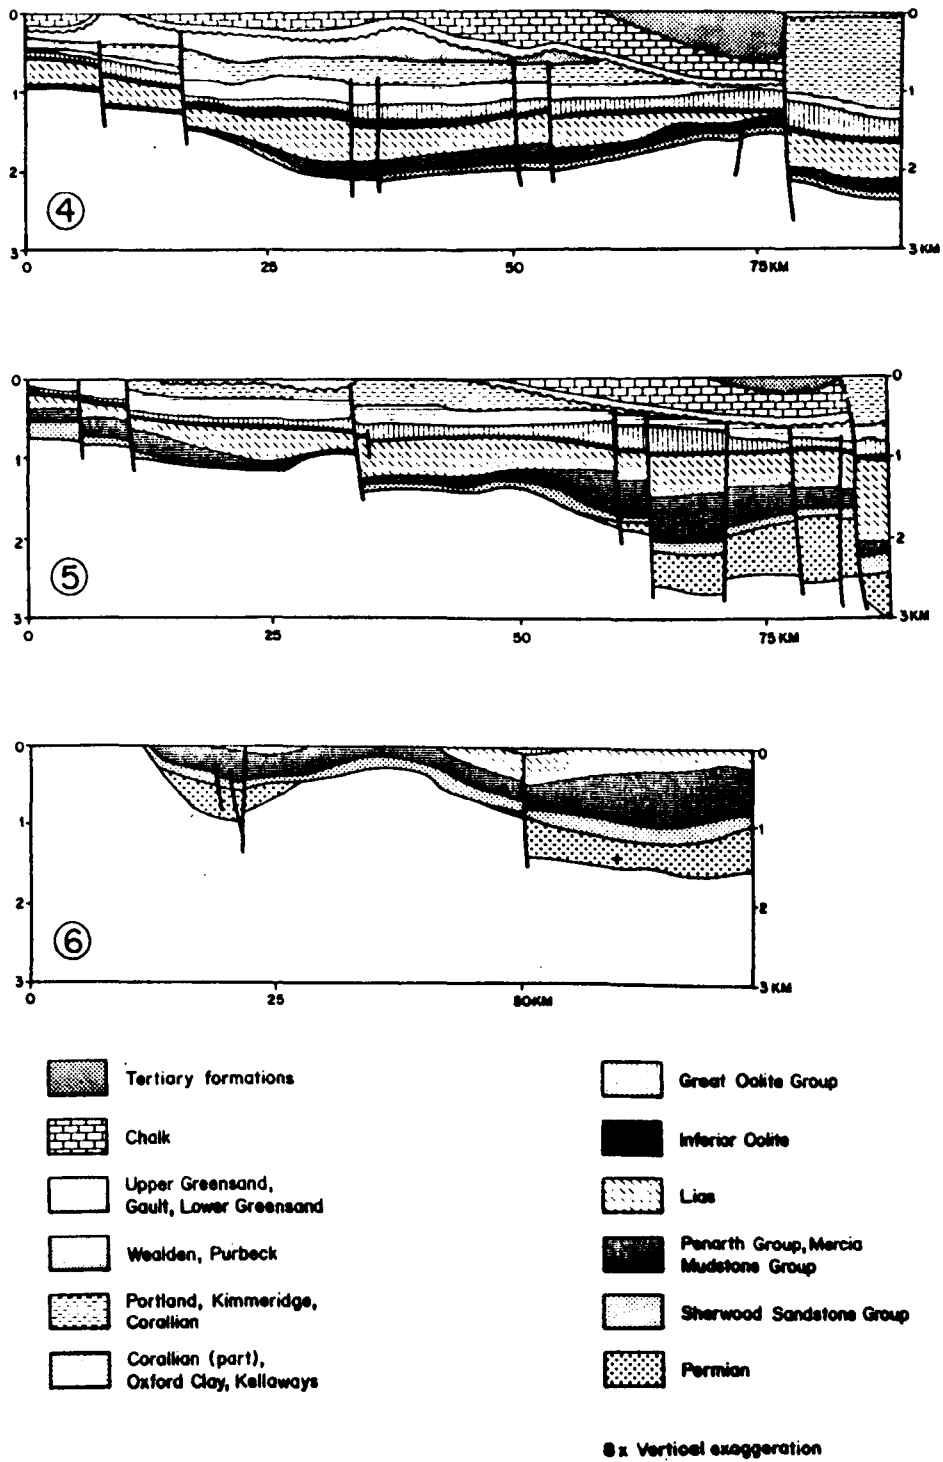 0
0
1
1
2
2
4
3
3 KM
0
25
50
75 KM
0
0
1
1
2
2
5
3
3 KM
0
25
50
75 KM
0
0
1
1
2
2
6
3
3 KM
0
25
50 KM
Tertiary formations
Chalk
Upper Greensand,
Gault, Lower Greensand
Wealden, Purbeck
Portland, Kimmeridge,
Corallian
Corallian (part),
Oxford Clay, Kellaways
Great Oolite Group
Inferior Oolite
Lias
Penarth Group, Mercia
Mudstone Group
Sherwood Sandstone Group
Permian
8 x Vertical exaggeration